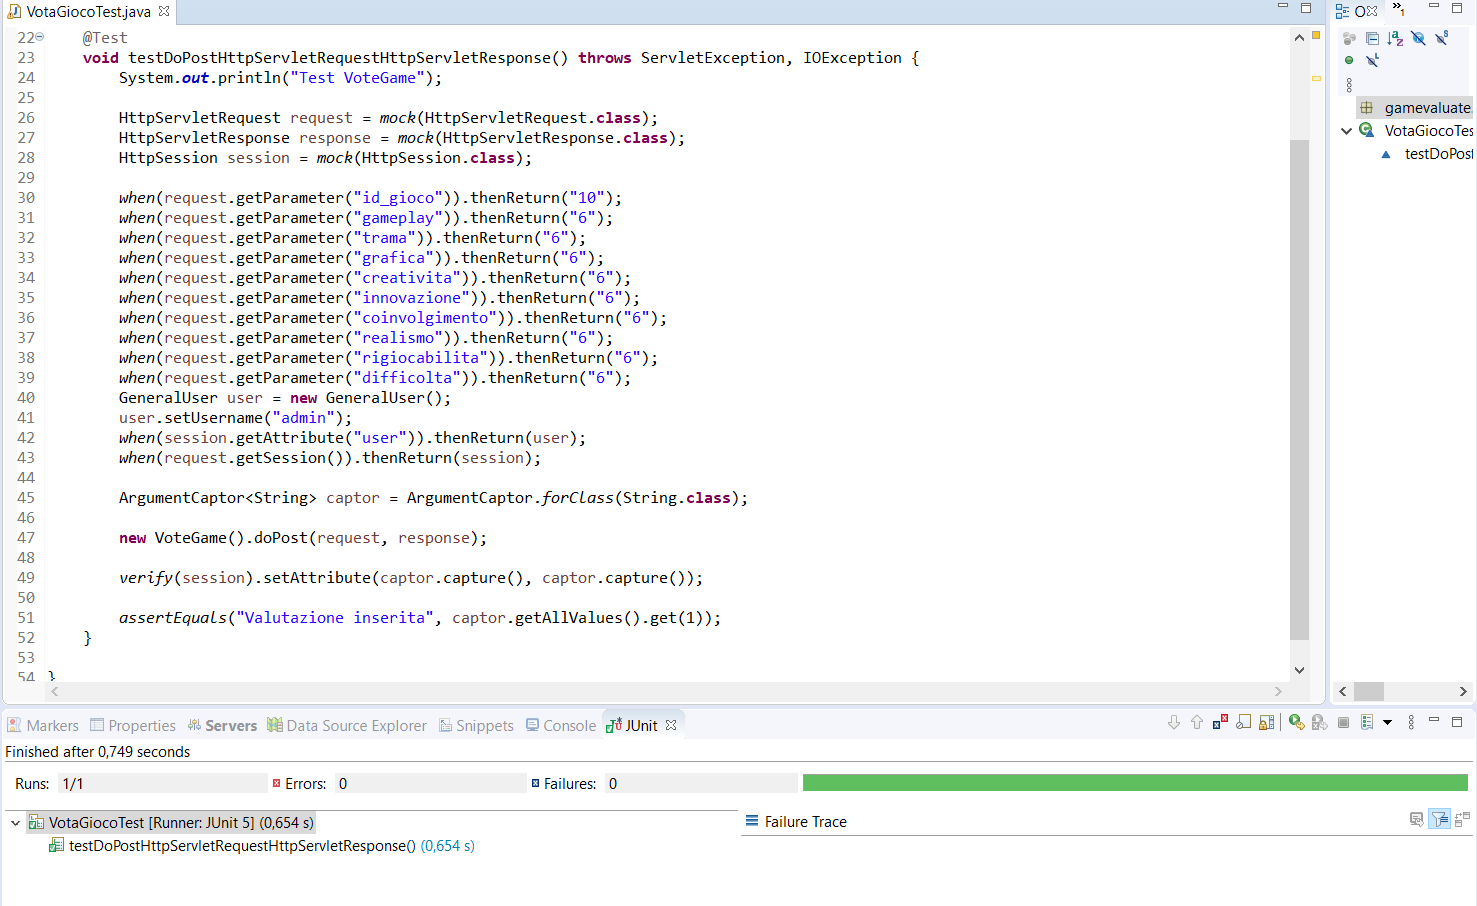 VotaGiocoTest.java
22 @Test
23 void testDoPostHttpServletRequestHttpServletResponse() throws ServletException, IOException {
24 System.out.println("Test VoteGame");
25
26 HttpServletRequest request = mock(HttpServletRequest.class);
27 HttpServletResponse response = mock(HttpServletResponse.class);
28 HttpSession session = mock(HttpSession.class);
29
30 when(request.getParameter("id_gioco")).thenReturn("10");
31 when(request.getParameter("gameplay")).thenReturn("6");
32 when(request.getParameter("trama")).thenReturn("6");
33 when(request.getParameter("grafica")).thenReturn("6");
34 when(request.getParameter("creativita")).thenReturn("6");
35 when(request.getParameter("innovazione")).thenReturn("6");
36 when(request.getParameter("coinvolgimento")).thenReturn("6");
37 when(request.getParameter("realismo")).thenReturn("6");
38 when(request.getParameter("rigiocabilita")).thenReturn("6");
39 when(request.getParameter("difficolta")).thenReturn("6");
40 GeneralUser user = new GeneralUser();
41 user.setUsername("admin");
42 when(session.getAttribute("user")).thenReturn(user);
43 when(request.getSession()).thenReturn(session);
44
45 ArgumentCaptor<String> captor = ArgumentCaptor.forClass(String.class);
46
47 new VoteGame().doPost(request, response);
48
49 verify(session).setAttribute(captor.capture(), captor.capture());
50
51 assertEquals("Valutazione inserita", captor.getAllValues().get(1));
52 }
53
54 }
O
1
gamevaluate.
VotaGiocoTes
testDoPost
Markers Properties Servers Data Source Explorer Snippets Console JUnit
Finished after 0,749 seconds
Runs: 1/1 Errors: 0 Failures: 0
VotaGiocoTest [Runner: JUnit 5] (0,654 s)
Failure Trace
testDoPostHttpServletRequestHttpServletResponse() (0,654 s)